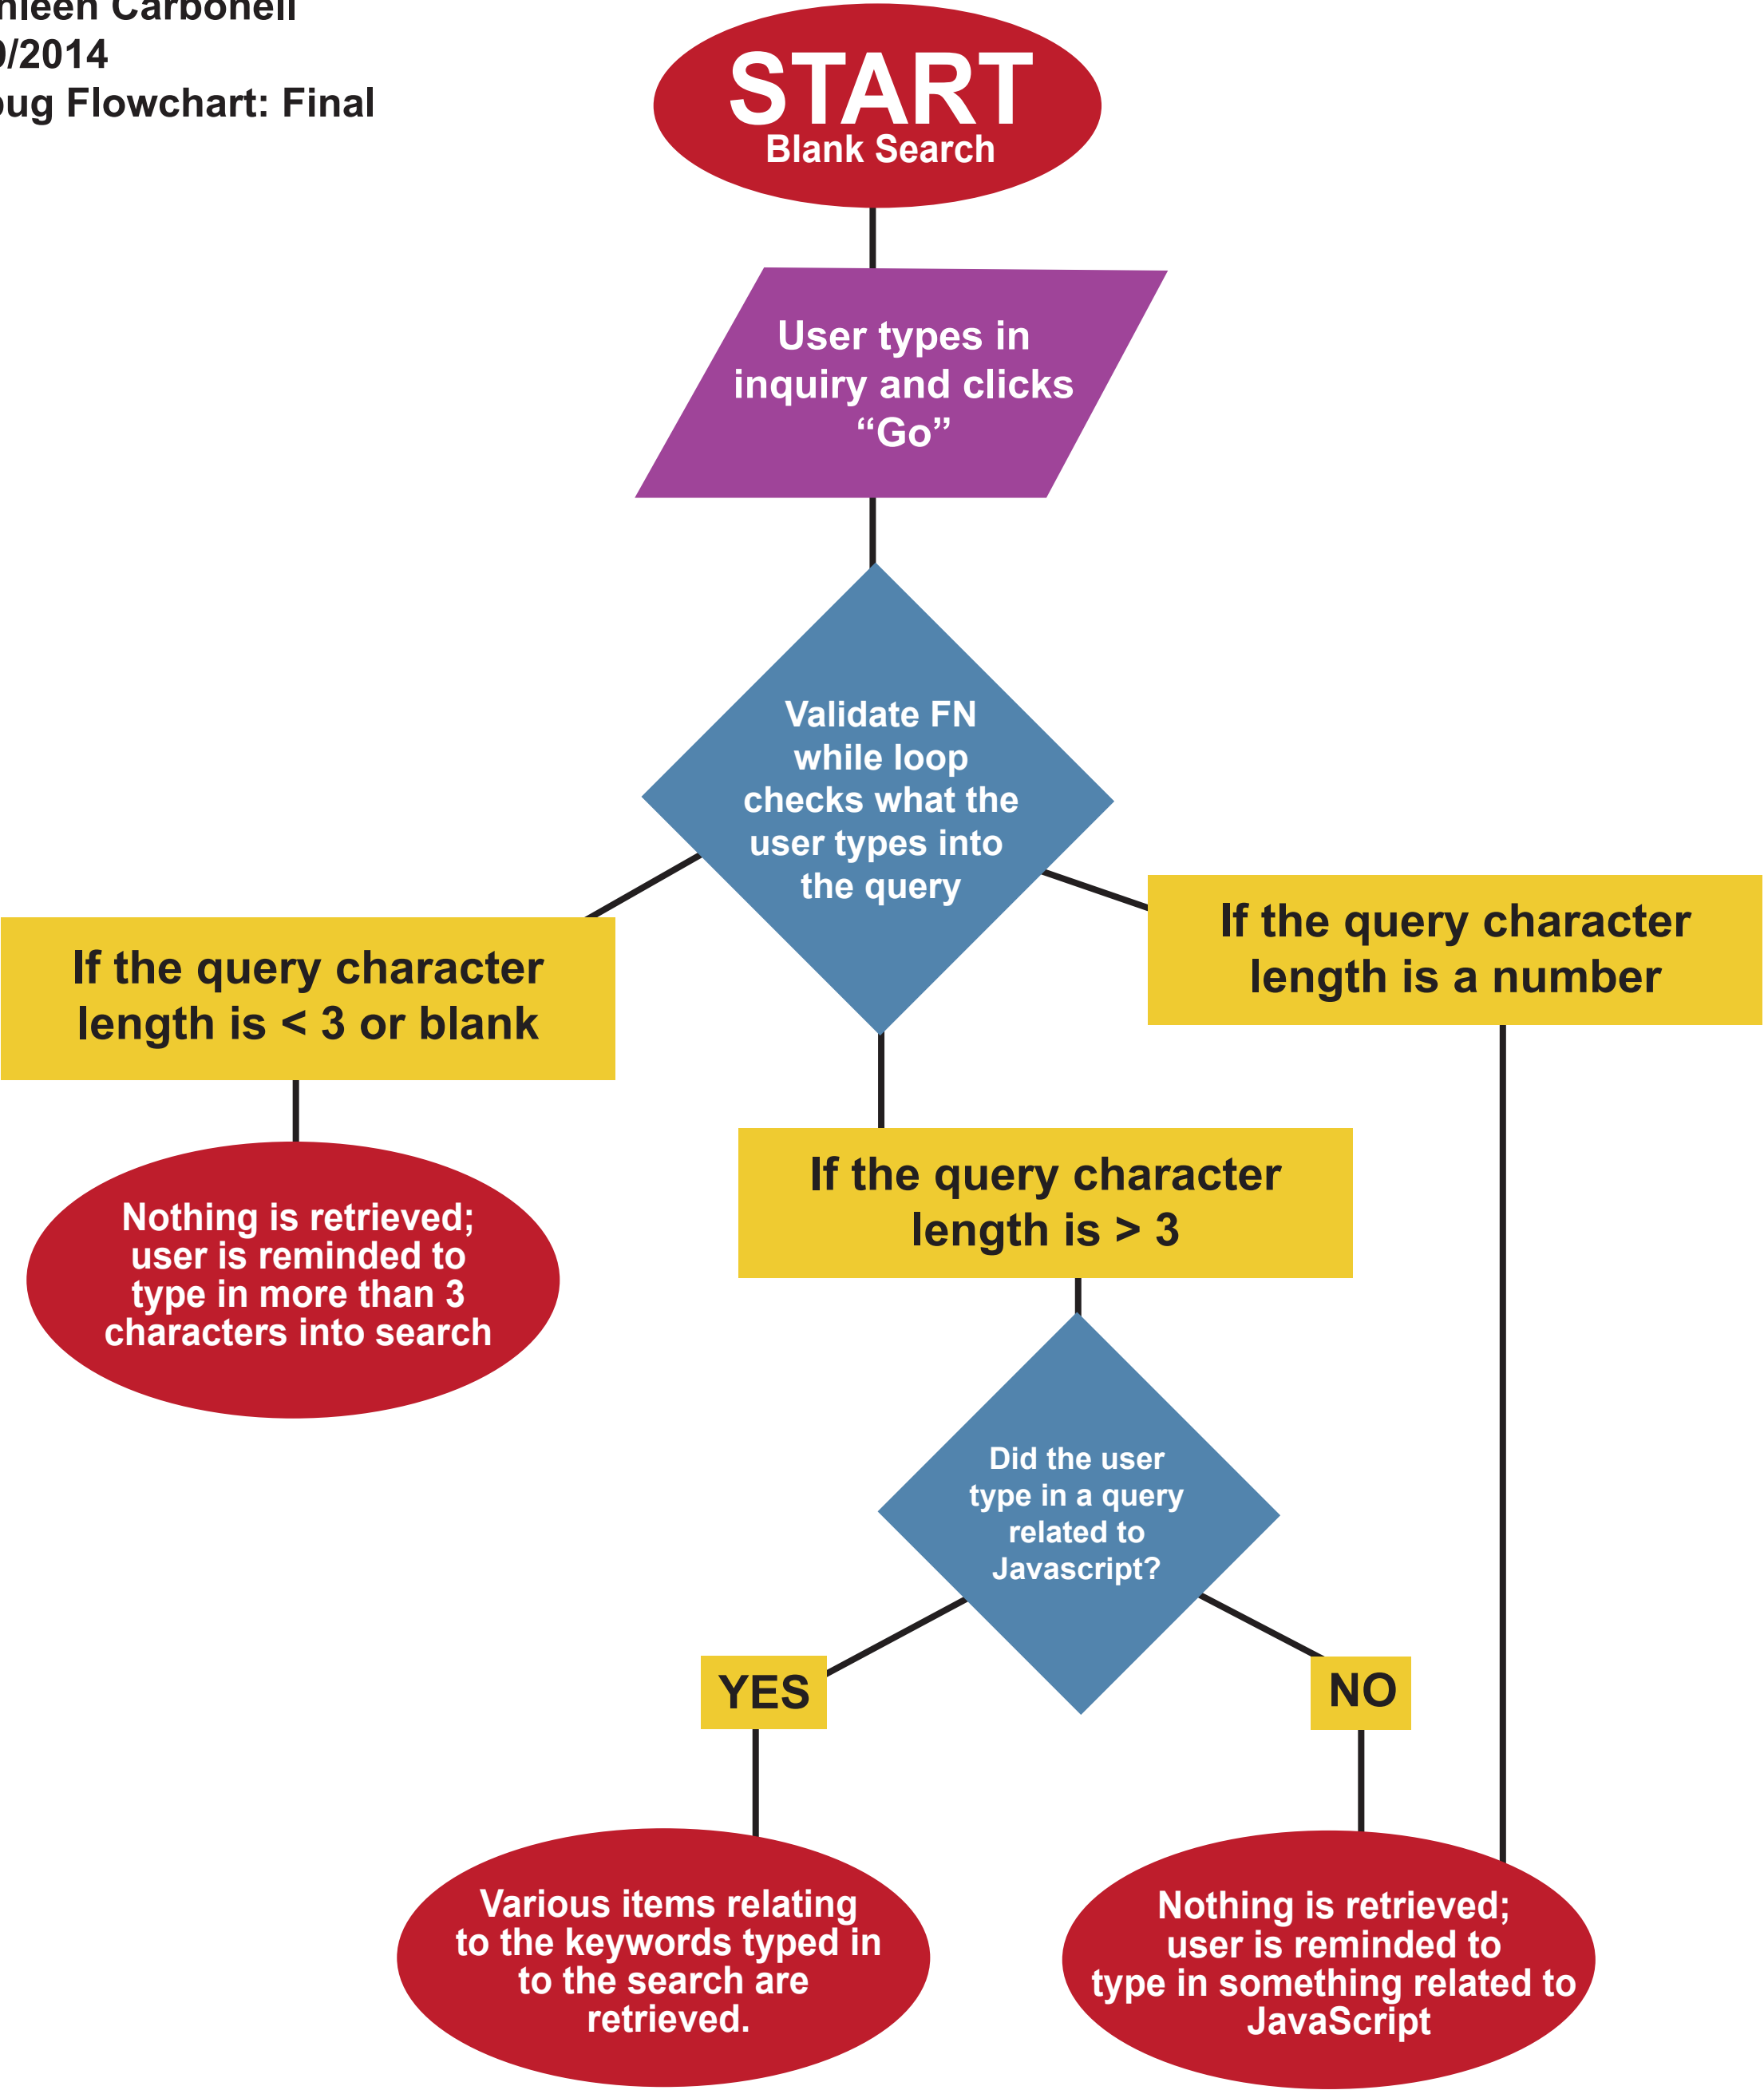 Carbonell
/2014
Flowchart: Final
START
Blank Search
User types in
inquiry and clicks
“Go”
Validate FN
while loop
checks what the
user types into
the query
If the query character
length is < 3 or blank
If the query character
length is a number
Nothing is retrieved;
user is reminded to
type in more than 3
characters into search
If the query character
length is > 3
Did the user
type in a query
related to
Javascript?
YES
NO
Various items relating
to the keywords typed in
to the search are
retrieved.
Nothing is retrieved;
user is reminded to
type in something related to
JavaScript